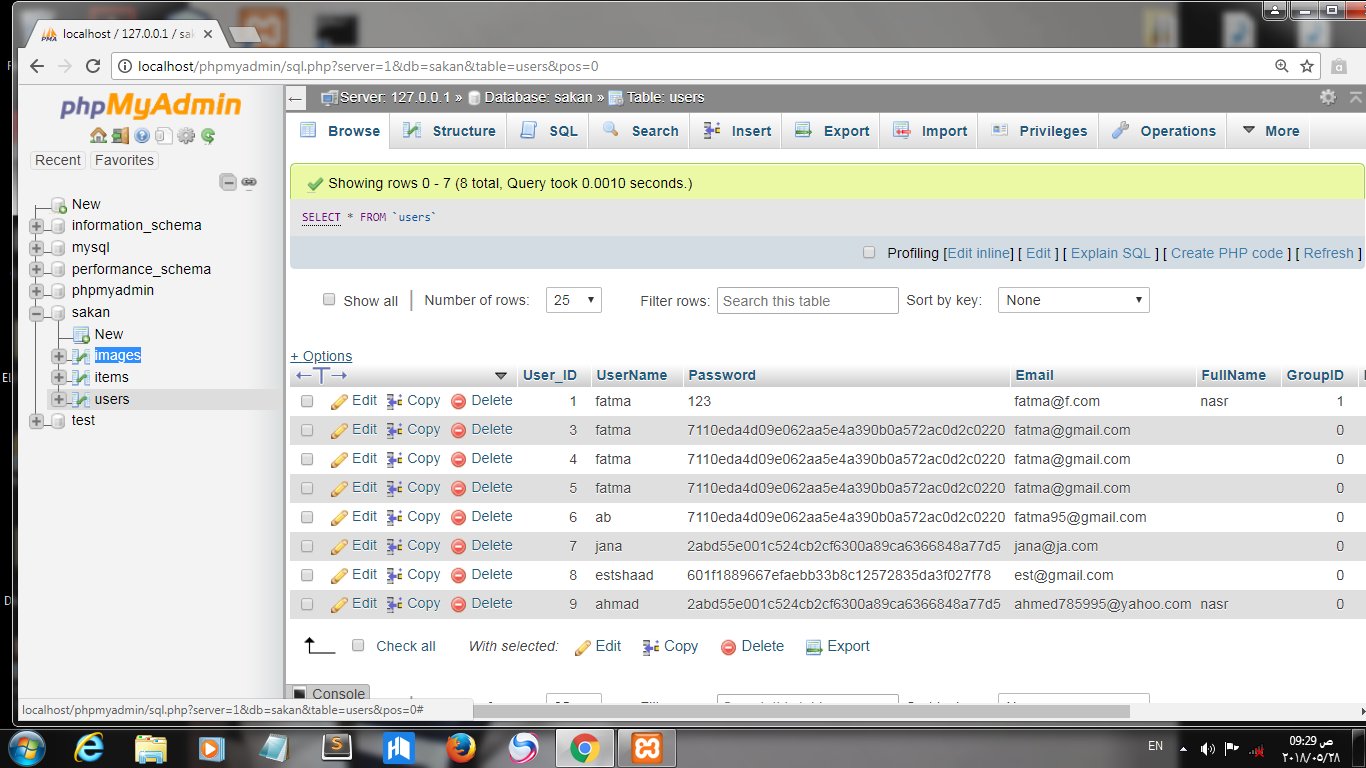 localhost / 127.0.0.1 / sa
localhost/phpmyadmin/sql.php?server=1&db=sakan&table=users&pos=0
phpMyAdmin
Recent Favorites
New
information_schema
mysql
performance_schema
phpmyadmin
sakan
New
images
items
users
test
Server: 127.0.0.1 » Database: sakan » Table: users
Browse Structure SQL Search Insert Export Import Privileges Operations More
Showing rows 0 - 7 (8 total, Query took 0.0010 seconds.)
SELECT * FROM `users`
Profiling [Edit inline] [ Edit ] [ Explain SQL ] [ Create PHP code ] [ Refresh ]
Show all Number of rows: 25 Filter rows: Search this table Sort by key: None
+ Options
User_ID UserName Password Email FullName GroupID
Edit Copy Delete 1 fatma 123 fatma@f.com nasr 1
Edit Copy Delete 3 fatma 7110eda4d09e062aa5e4a390b0a572ac0d2c0220 fatma@gmail.com 0
Edit Copy Delete 4 fatma 7110eda4d09e062aa5e4a390b0a572ac0d2c0220 fatma@gmail.com 0
Edit Copy Delete 5 fatma 7110eda4d09e062aa5e4a390b0a572ac0d2c0220 fatma@gmail.com 0
Edit Copy Delete 6 ab 7110eda4d09e062aa5e4a390b0a572ac0d2c0220 fatma95@gmail.com 0
Edit Copy Delete 7 jana 2abd55e001c524cb2cf6300a89ca6366848a77d5 jana@ja.com 0
Edit Copy Delete 8 estshaad 601f1889667efaebb33b8c12572835da3f027f78 est@gmail.com 0
Edit Copy Delete 9 ahmad 2abd55e001c524cb2cf6300a89ca6366848a77d5 ahmed785995@yahoo.com nasr 0
Check all With selected: Edit Copy Delete Export
Console
localhost/phpmyadmin/sql.php?server=1&db=sakan&table=users&pos=0#
EN
09:29 ص
٢٠١٨/٠٥/٢٨